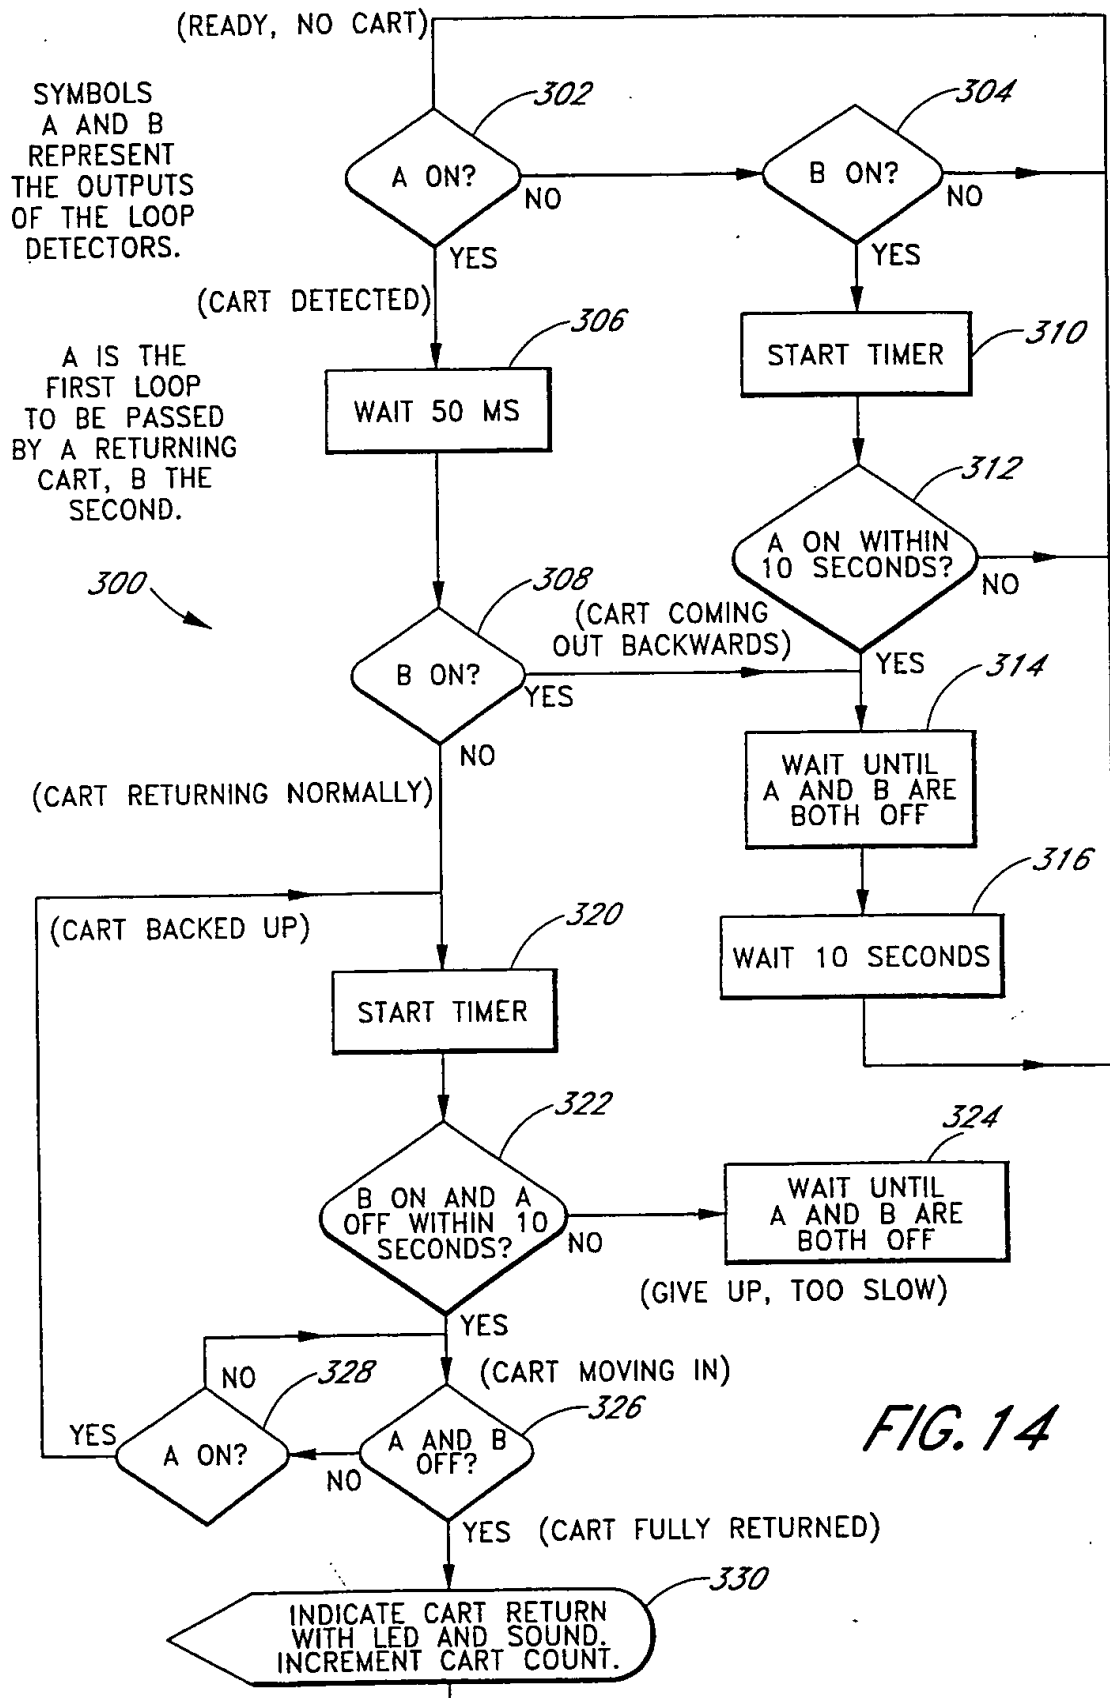 (READY, NO CART)
SYMBOLS
A AND B
REPRESENT
THE OUTPUTS
OF THE LOOP
DETECTORS.
302
304
A ON?
NO
B ON?
NO
YES
YES
(CART DETECTED)
306
310
A IS THE
FIRST LOOP
TO BE PASSED
BY A RETURNING
CART, B THE
SECOND.
WAIT 50 MS
START TIMER
312
A ON WITHIN
10 SECONDS?
NO
YES
300
308
(CART COMING
OUT BACKWARDS)
B ON?
YES
NO
314
WAIT UNTIL
A AND B ARE
BOTH OFF
(CART RETURNING NORMALLY)
316
(CART BACKED UP)
320
WAIT 10 SECONDS
START TIMER
322
324
B ON AND A
OFF WITHIN 10
SECONDS?
NO
WAIT UNTIL
A AND B ARE
BOTH OFF
(GIVE UP, TOO SLOW)
YES
(CART MOVING IN)
NO
328
326
YES
A ON?
NO
A AND B
OFF?
FIG. 14
YES (CART FULLY RETURNED)
330
INDICATE CART RETURN
WITH LED AND SOUND.
INCREMENT CART COUNT.